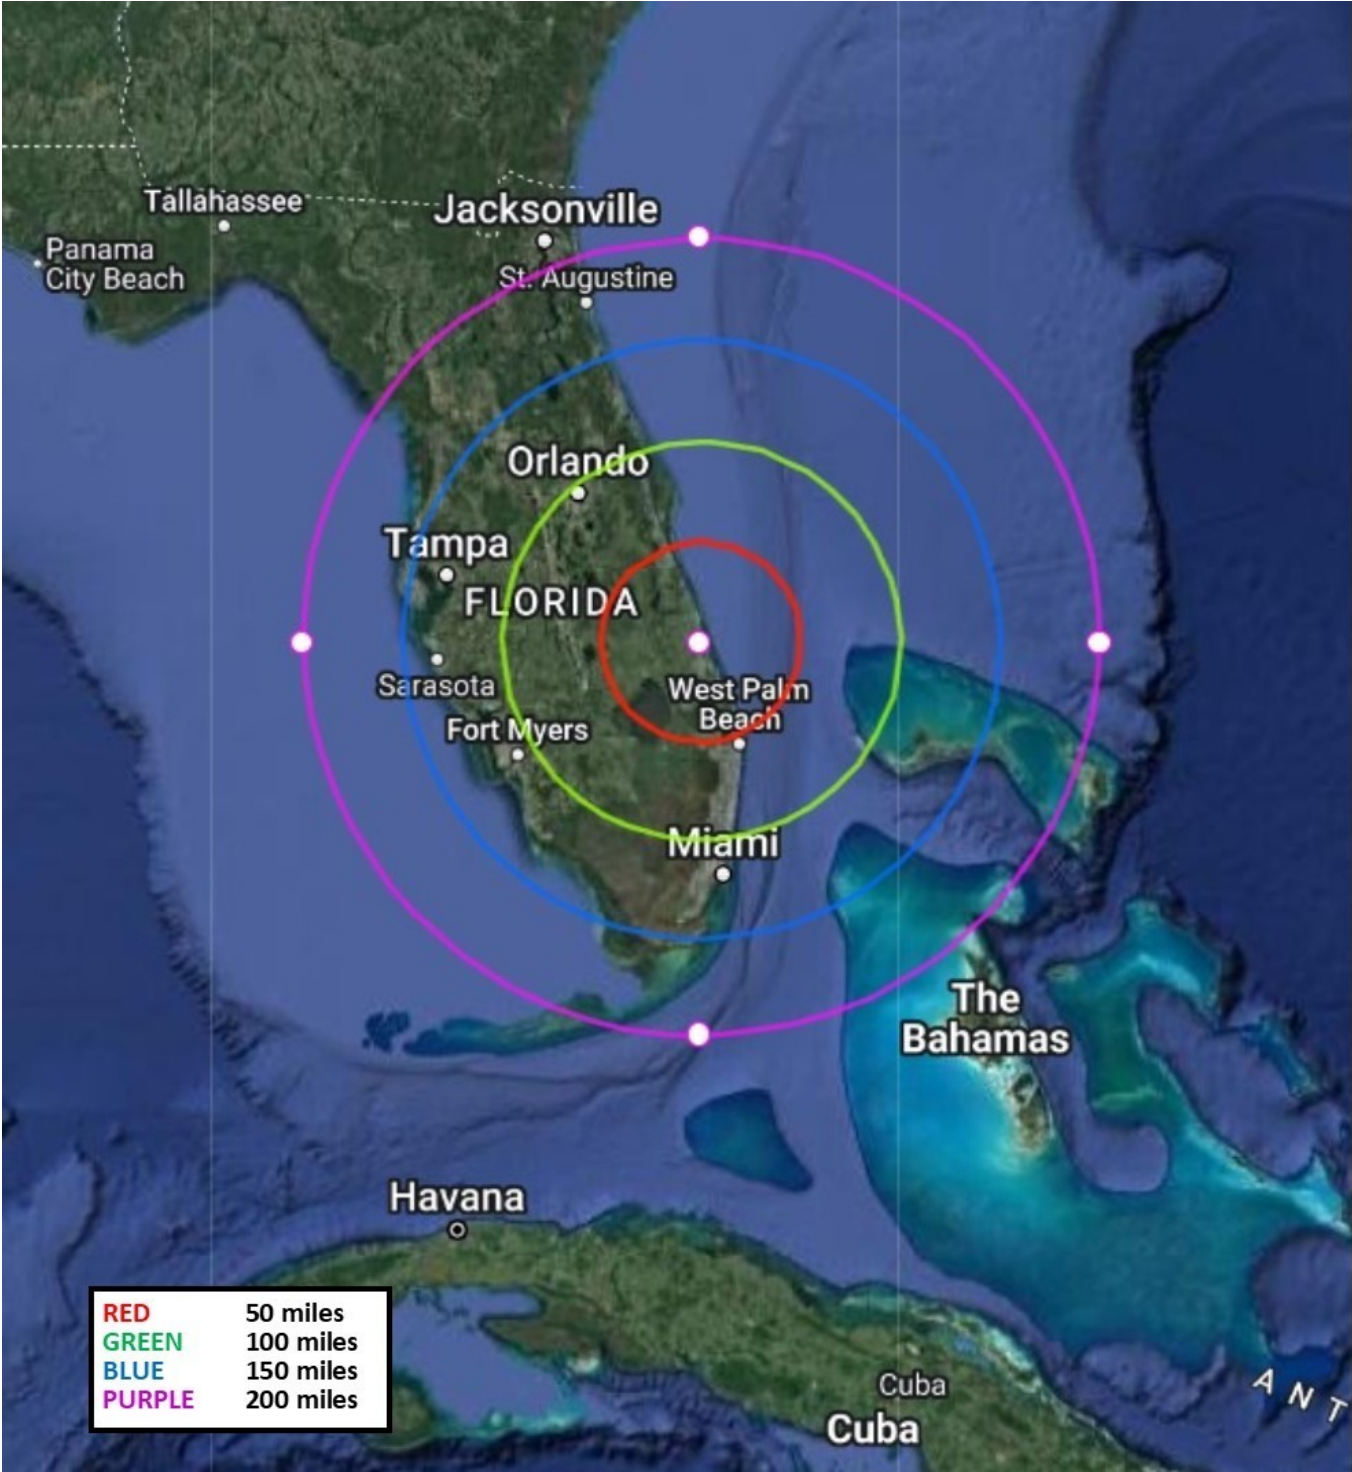 Tallahassee
Jacksonville
Panama
City Beach
St. Augustine
Orlando
Tampa
FLORIDA
Sarasota
West Palm
Beach
Fort Myers
Miami
The
Bahamas
Havana
RED 50 miles
GREEN 100 miles
BLUE 150 miles
PURPLE 200 miles
Cuba
Cuba
ANT